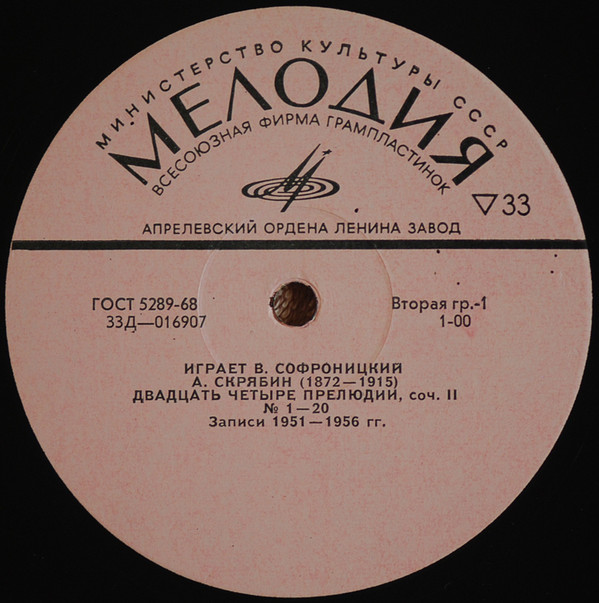 МИНИСТЕРСТВО КУЛЬТУРЫ СССР
МЕЛОДИЯ
ВСЕСОЮЗНАЯ ФИРМА ГРАМПЛАСТИНОК
▽33
АПРЕЛЕВСКИЙ ОРДЕНА ЛЕНИНА ЗАВОД
ГОСТ 5289-68
Вторая гр.-1
33Д—016907
1-00
ИГРАЕТ В. СОФРОНИЦКИЙ
А. СКРЯБИН (1872—1915)
ДВАДЦАТЬ ЧЕТЫРЕ ПРЕЛЮДИИ, соч. II
№ 1—20
Записи 1951—1956 гг.